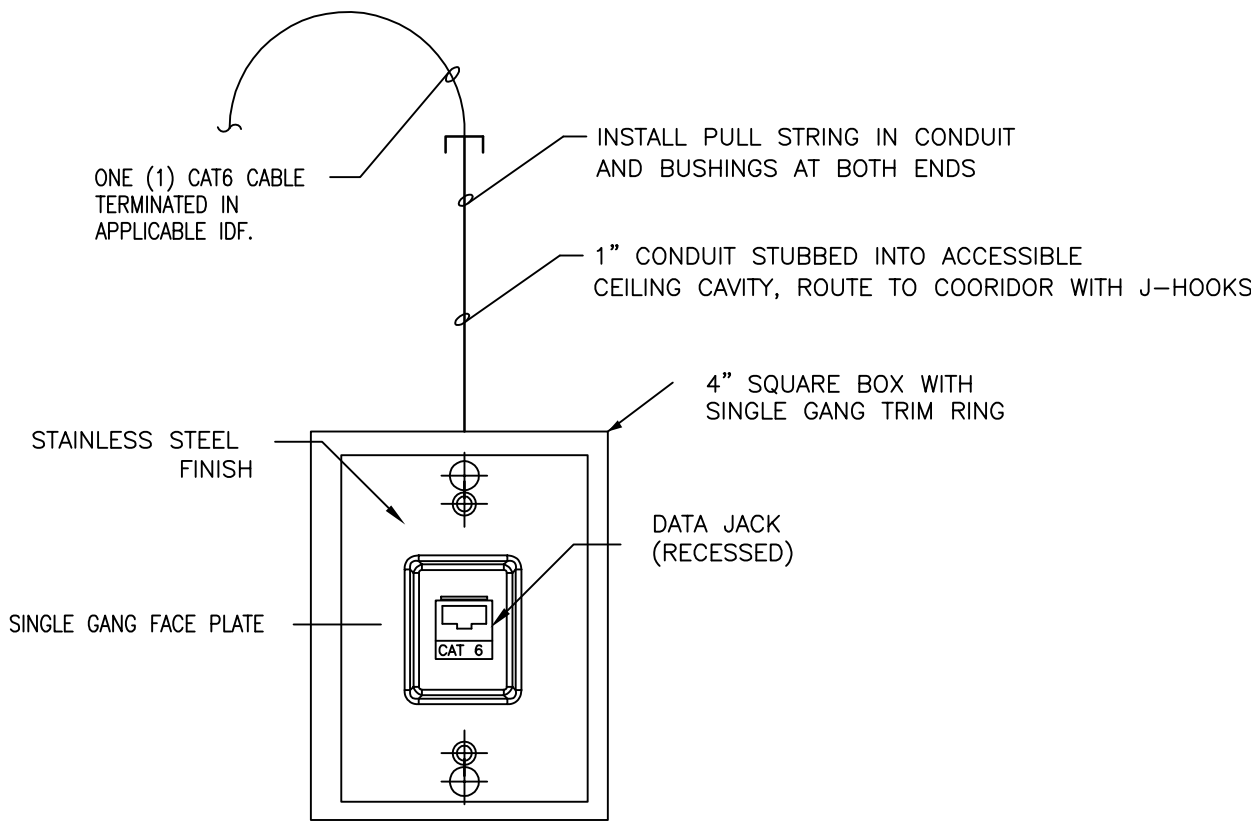 INSTALL PULL STRING IN CONDUIT
AND BUSHINGS AT BOTH ENDS
ONE (1) CAT6 CABLE
TERMINATED IN
APPLICABLE IDF.
1" CONDUIT STUBBED INTO ACCESSIBLE
CEILING CAVITY, ROUTE TO COORIDOR WITH J-HOOKS
4" SQUARE BOX WITH
SINGLE GANG TRIM RING
STAINLESS STEEL
FINISH
DATA JACK
(RECESSED)
SINGLE GANG FACE PLATE
CAT 6